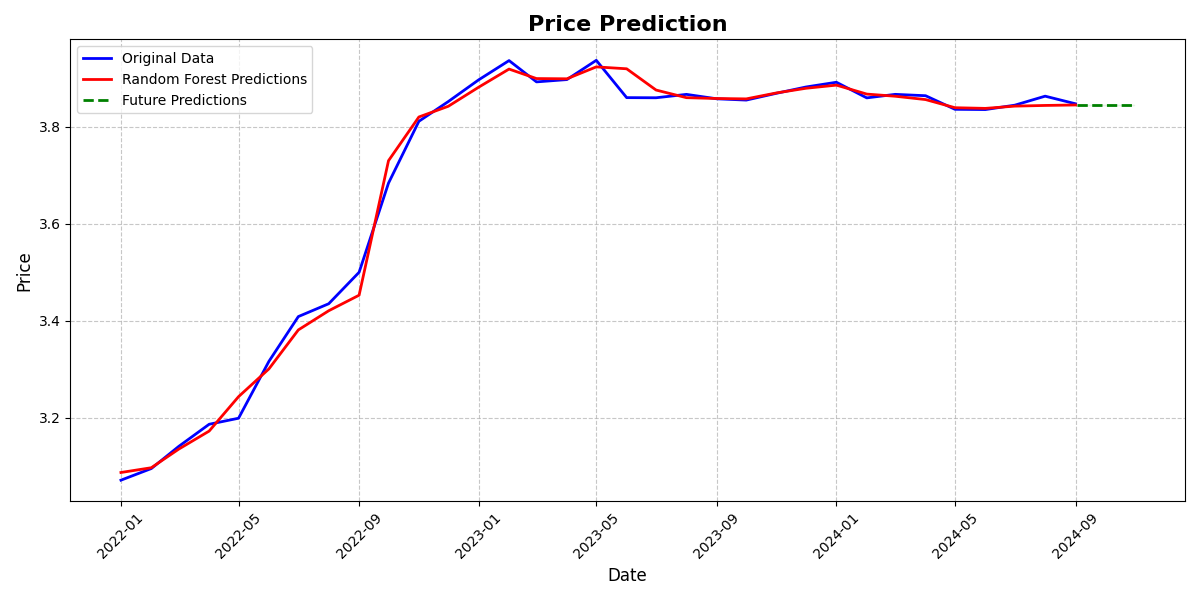 Price Prediction
Original Data
Random Forest Predictions
Future Predictions
Price
3.8
3.6
3.4
3.2
2022-01
2022-05
2022-09
2023-01
2023-05
2023-09
2024-01
2024-05
2024-09
Date